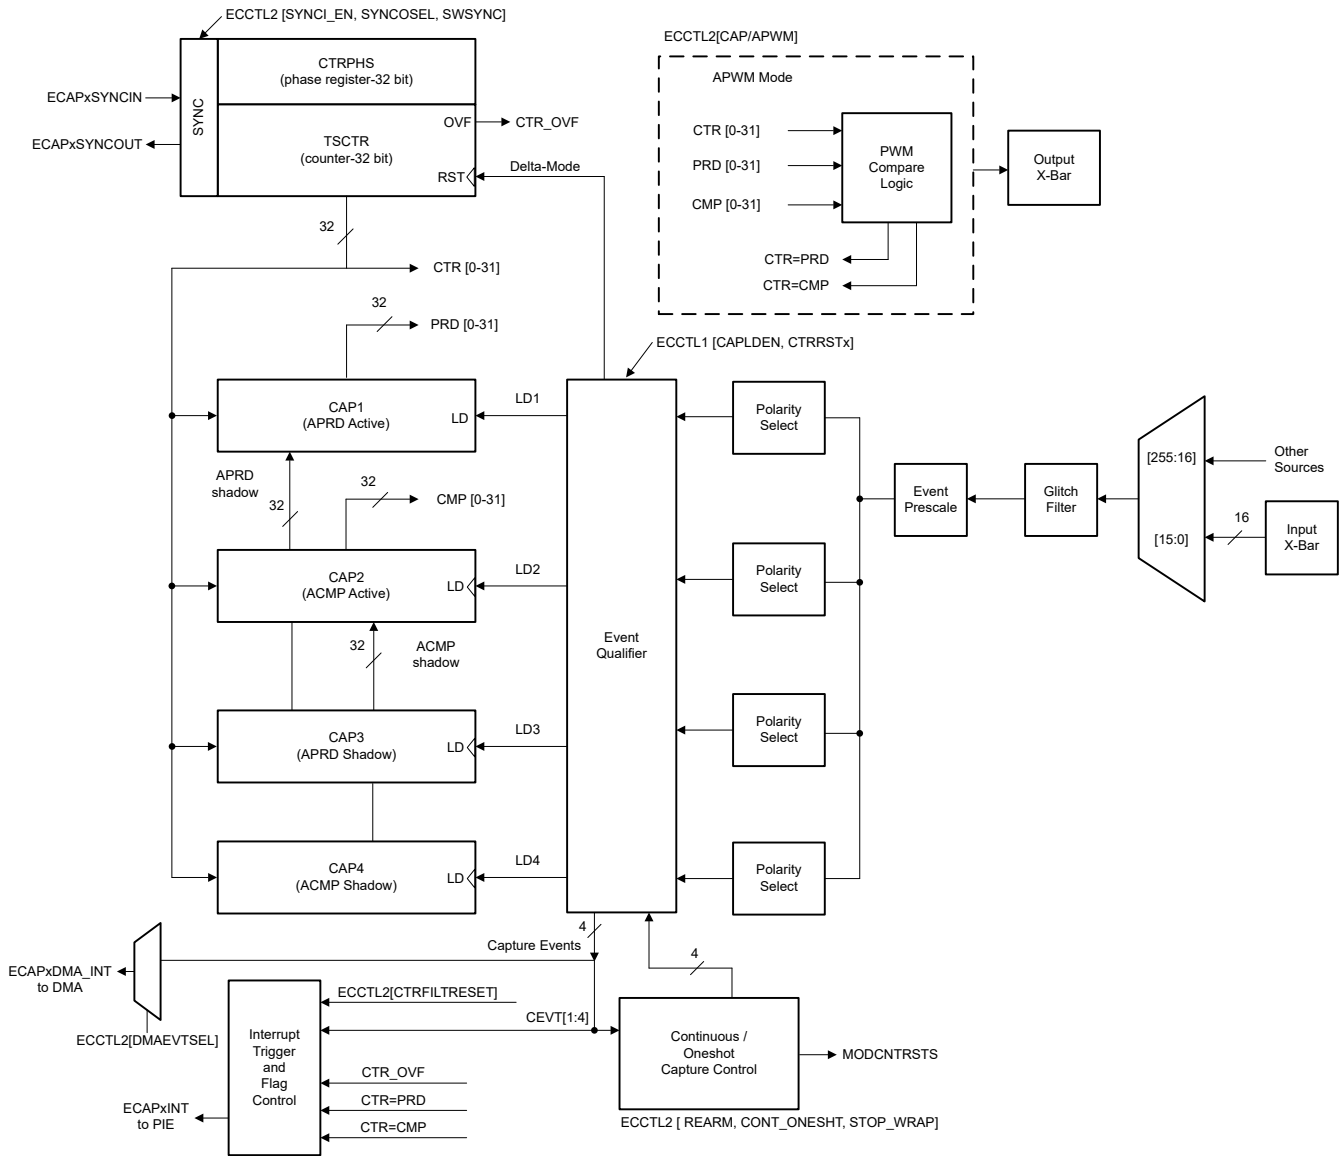 ECCTL2 [SYNCI_EN, SYNCOSEL, SWSYNC]
SYNC
CTRPHS
(phase register-32 bit)
ECAPxSYNCIN
ECAPxSYNCOUT
TSCTR
(counter-32 bit)
OVF
CTR_OVF
RST
Delta-Mode
32
CTR [0-31]
32
PRD [0-31]
ECCTL2[CAP/APWM]
APWM Mode
CTR [0-31]
PRD [0-31]
CMP [0-31]
PWM
Compare
Logic
CTR=PRD
CTR=CMP
Output
X-Bar
ECCTL1 [CAPLDEN, CTRRSTx]
CAP1
(APRD Active)
LD
LD1
APRD
shadow
32
32
CMP [0-31]
CAP2
(ACMP Active)
LD
LD2
32
ACMP
shadow
CAP3
(APRD Shadow)
LD
LD3
CAP4
(ACMP Shadow)
LD
LD4
Event
Qualifier
Polarity
Select
Polarity
Select
Polarity
Select
Polarity
Select
Event
Prescale
Glitch
Filter
[255:16]
[15:0]
Other
Sources
16
Input
X-Bar
4
Capture Events
4
ECAPxDMA_INT
to DMA
ECCTL2[DMAEVTSEL]
ECCTL2[CTRFILTRESET]
CEVT[1:4]
Interrupt
Trigger
and
Flag
Control
CTR_OVF
CTR=PRD
CTR=CMP
ECAPxINT
to PIE
Continuous /
Oneshot
Capture Control
MODCNTRSTS
ECCTL2 [ REARM, CONT_ONESHT, STOP_WRAP]